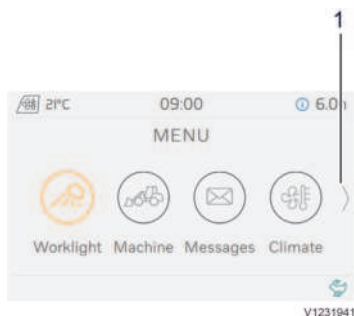 1
21°C 09:00 6.0h
MENU
Worklight Machine Messages Climate
V1231941